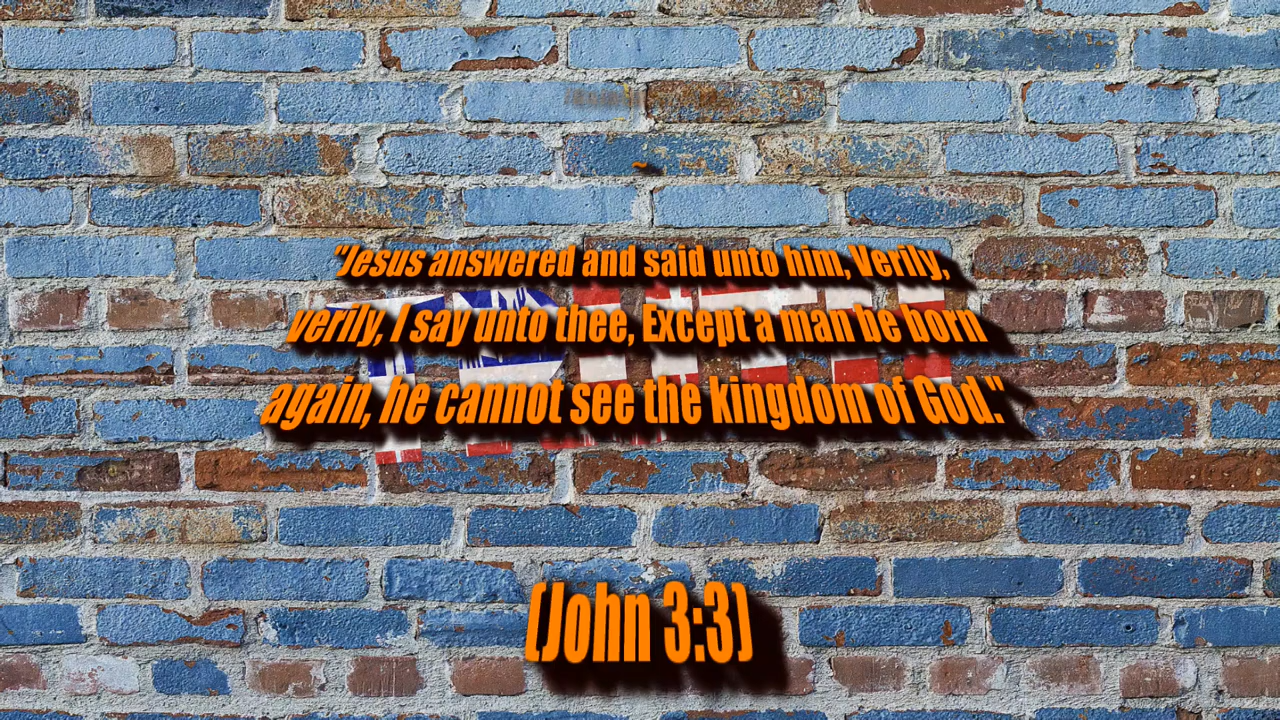 "Jesus answered and said unto him, Verily,
verily, I say unto thee, Except a man be born
again, he cannot see the kingdom of God."
(John 3:3)